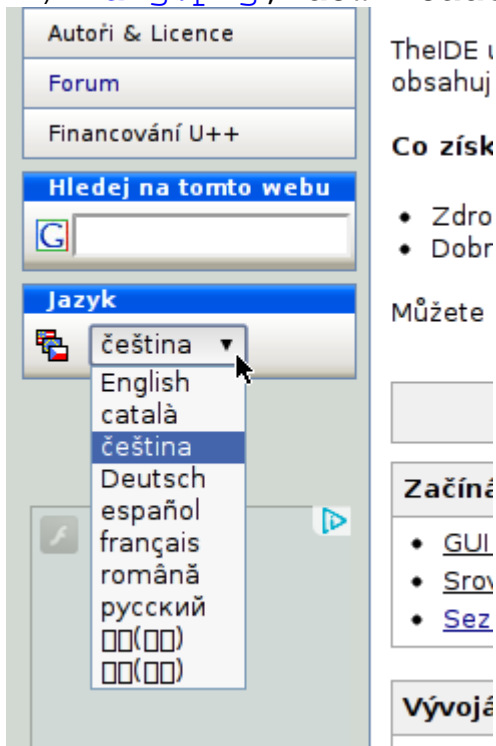 Autoři & Licence
Forum
Financování U++
Hledej na tomto webu
G
Jazyk
čeština
English
català
čeština
Deutsch
español
français
română
русский
TheIDE
obsahuj
Co získ
Zdro
Dobr
Můžete
Začíná
GUI
Srov
Sez
Vývojá